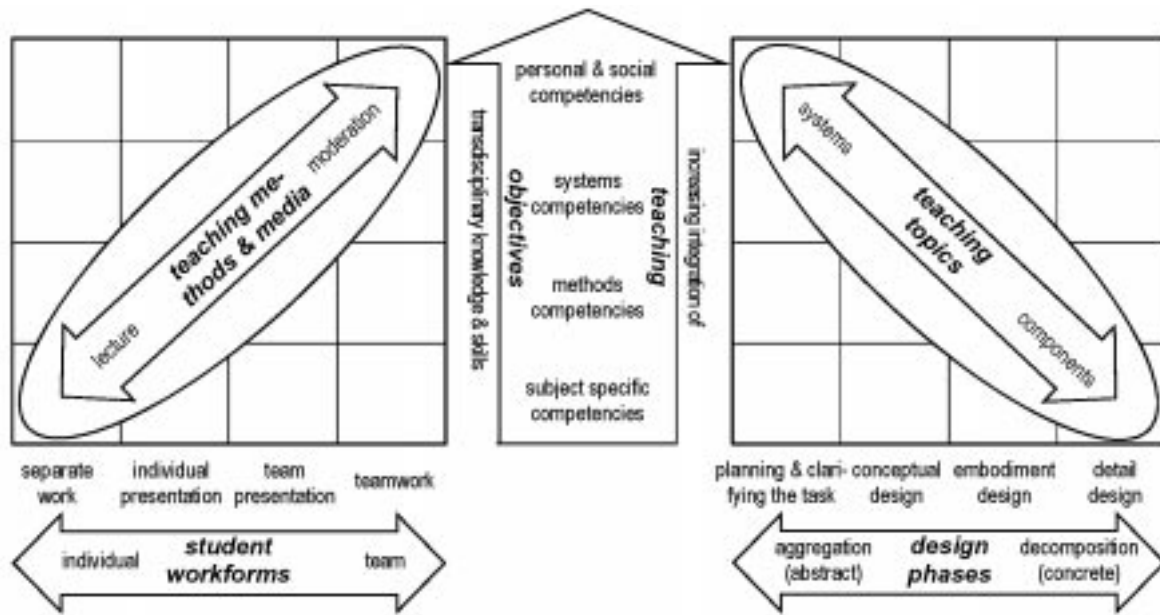 teaching me-
thods & media
lecture
moderation
separate
work
individual
presentation
team
presentation
teamwork
individual
student
workforms
team
personal & social
competencies
systems
competencies
methods
competencies
subject specific
competencies
transdisciplinary knowledge & skills
objectives
teaching
increasing integration of
systems
teaching
topics
components
planning & clari-
fying the task
conceptual
design
embodiment
design
detail
design
aggregation
(abstract)
design
phases
decomposition
(concrete)